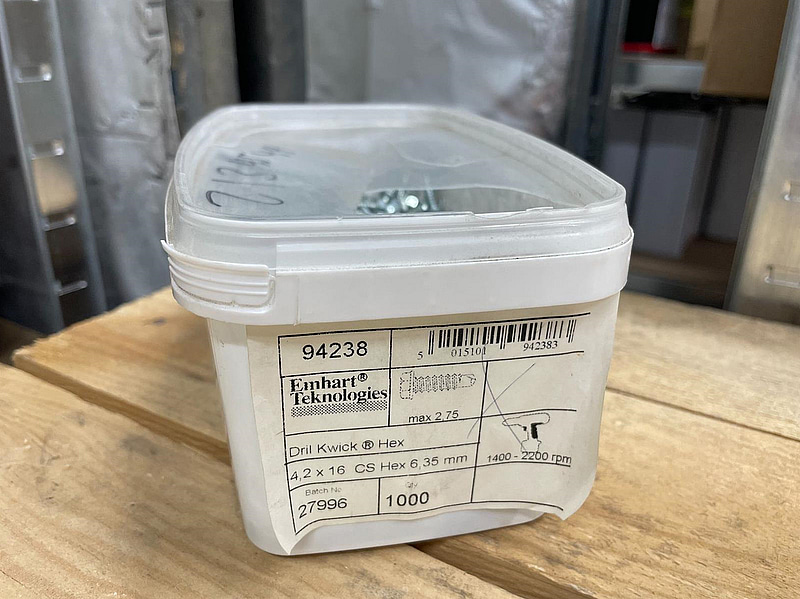 94238
5 015101 942383
Emhart®
Teknologies
max 2,75
Dril Kwick ® Hex
1400 - 2200 rpm
4,2 x 16 CS Hex 6,35 mm
Batch No
Qty
27996
1000